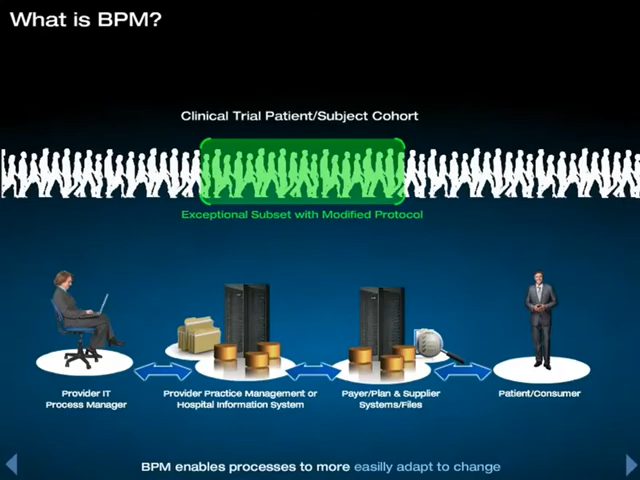 What is BPM?
Clinical Trial Patient/Subject Cohort
Exceptional Subset with Modified Protocol
Provider IT
Process Manager
Provider Practice Management or
Hospital Information System
Payer/Plan & Supplier
Systems/Files
Patient/Consumer
BPM enables processes to more easilly adapt to change